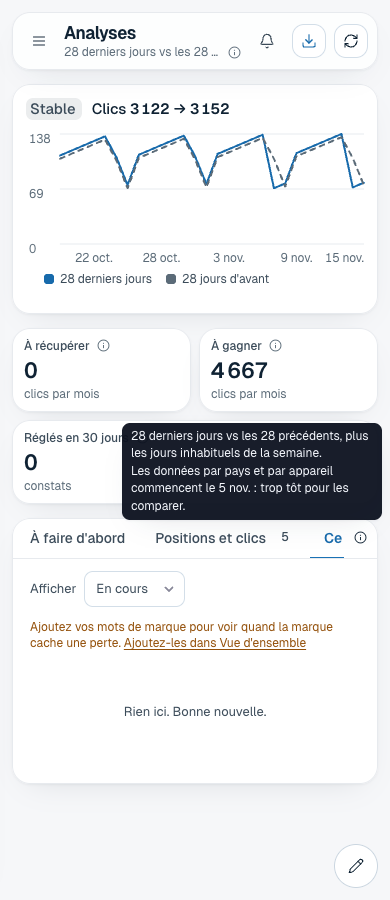 Analyses
28 derniers jours vs les 28 ...
Stable Clics 3 122 → 3 152
138
69
0
22 oct. 28 oct. 3 nov. 9 nov. 15 nov.
28 derniers jours 28 jours d'avant
À récupérer
0
clics par mois
À gagner
4 667
clics par mois
Réglés en 30 jour
0
constats
28 derniers jours vs les 28 précédents, plus
les jours inhabituels de la semaine.
Les données par pays et par appareil
commencent le 5 nov. : trop tôt pour les
comparer.
À faire d'abord Positions et clics 5 Ce
Afficher En cours
Ajoutez vos mots de marque pour voir quand la marque
cache une perte. Ajoutez-les dans Vue d'ensemble
Rien ici. Bonne nouvelle.